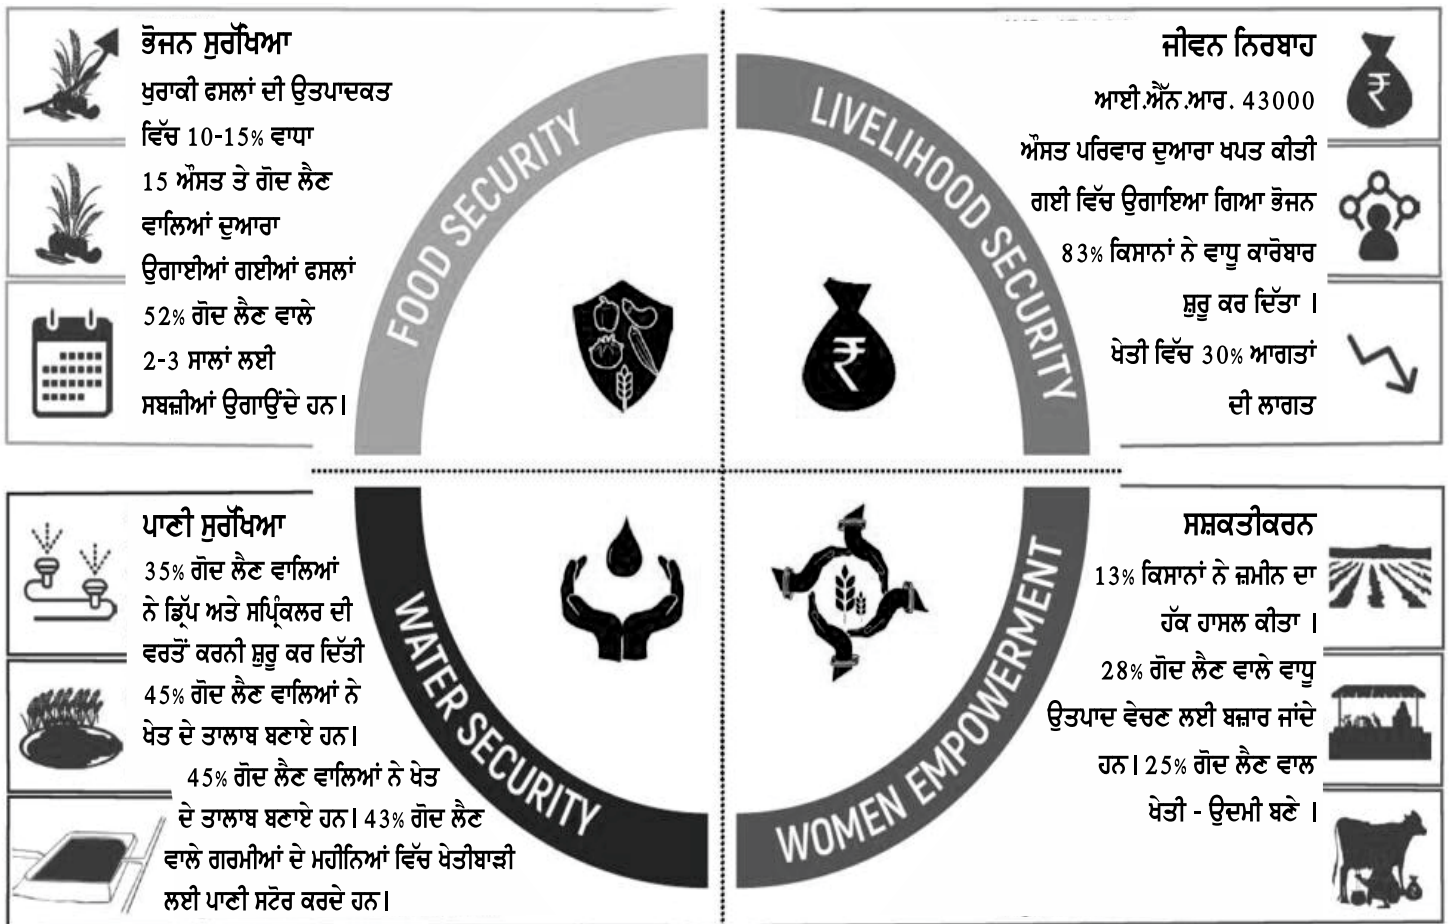 ਭੋਜਨ ਸੁਰੱਖਿਆ
ਖੁਰਾਕੀ ਫਸਲਾਂ ਦੀ ਉਤਪਾਦਕਤ
ਵਿੱਚ 10-15% ਵਾਧਾ
15 ਔਸਤ ਤੇ ਗੋਦ ਲੈਣ
ਵਾਲਿਆਂ ਦੁਆਰਾ
ਉਗਾਈਆਂ ਗਈਆਂ ਫਸਲਾਂ
52% ਗੋਦ ਲੈਣ ਵਾਲੇ
2-3 ਸਾਲਾਂ ਲਈ
ਸਬਜ਼ੀਆਂ ਉਗਾਉਂਦੇ ਹਨ।
FOOD SECURITY
LIVELIHOOD SECURITY
ਜੀਵਨ ਨਿਰਬਾਹ
ਆਈ.ਐੱਨ.ਆਰ. 43000
ਔਸਤ ਪਰਿਵਾਰ ਦੁਆਰਾ ਖਪਤ ਕੀਤੀ
ਗਈ ਵਿੱਚ ਉਗਾਇਆ ਗਿਆ ਭੋਜਨ
83% ਕਿਸਾਨਾਂ ਨੇ ਵਾਧੂ ਕਾਰੋਬਾਰ
ਸ਼ੁਰੂ ਕਰ ਦਿੱਤਾ ।
ਖੇਤੀ ਵਿੱਚ 30% ਆਗਤਾਂ
ਦੀ ਲਾਗਤ
₹
₹
ਪਾਣੀ ਸੁਰੱਖਿਆ
35% ਗੋਦ ਲੈਣ ਵਾਲਿਆਂ
ਨੇ ਡ੍ਰਿੱਪ ਅਤੇ ਸਪ੍ਰਿੰਕਲਰ ਦੀ
ਵਰਤੋਂ ਕਰਨੀ ਸ਼ੁਰੂ ਕਰ ਦਿੱਤੀ
45% ਗੋਦ ਲੈਣ ਵਾਲਿਆਂ ਨੇ
ਖੇਤ ਦੇ ਤਾਲਾਬ ਬਣਾਏ ਹਨ।
45% ਗੋਦ ਲੈਣ ਵਾਲਿਆਂ ਨੇ ਖੇਤ
ਦੇ ਤਾਲਾਬ ਬਣਾਏ ਹਨ। 43% ਗੋਦ ਲੈਣ
ਵਾਲੇ ਗਰਮੀਆਂ ਦੇ ਮਹੀਨਿਆਂ ਵਿੱਚ ਖੇਤੀਬਾੜੀ
ਲਈ ਪਾਣੀ ਸਟੋਰ ਕਰਦੇ ਹਨ।
WATER SECURITY
WOMEN EMPOWERMENT
ਸਸ਼ਕਤੀਕਰਨ
13% ਕਿਸਾਨਾਂ ਨੇ ਜ਼ਮੀਨ ਦਾ
ਹੱਕ ਹਾਸਲ ਕੀਤਾ ।
28% ਗੋਦ ਲੈਣ ਵਾਲੇ ਵਾਧੂ
ਉਤਪਾਦ ਵੇਚਣ ਲਈ ਬਜ਼ਾਰ ਜਾਂਦੇ
ਹਨ। 25% ਗੋਦ ਲੈਣ ਵਾਲ
ਖੇਤੀ - ਉਦਮੀ ਬਣੇ ।